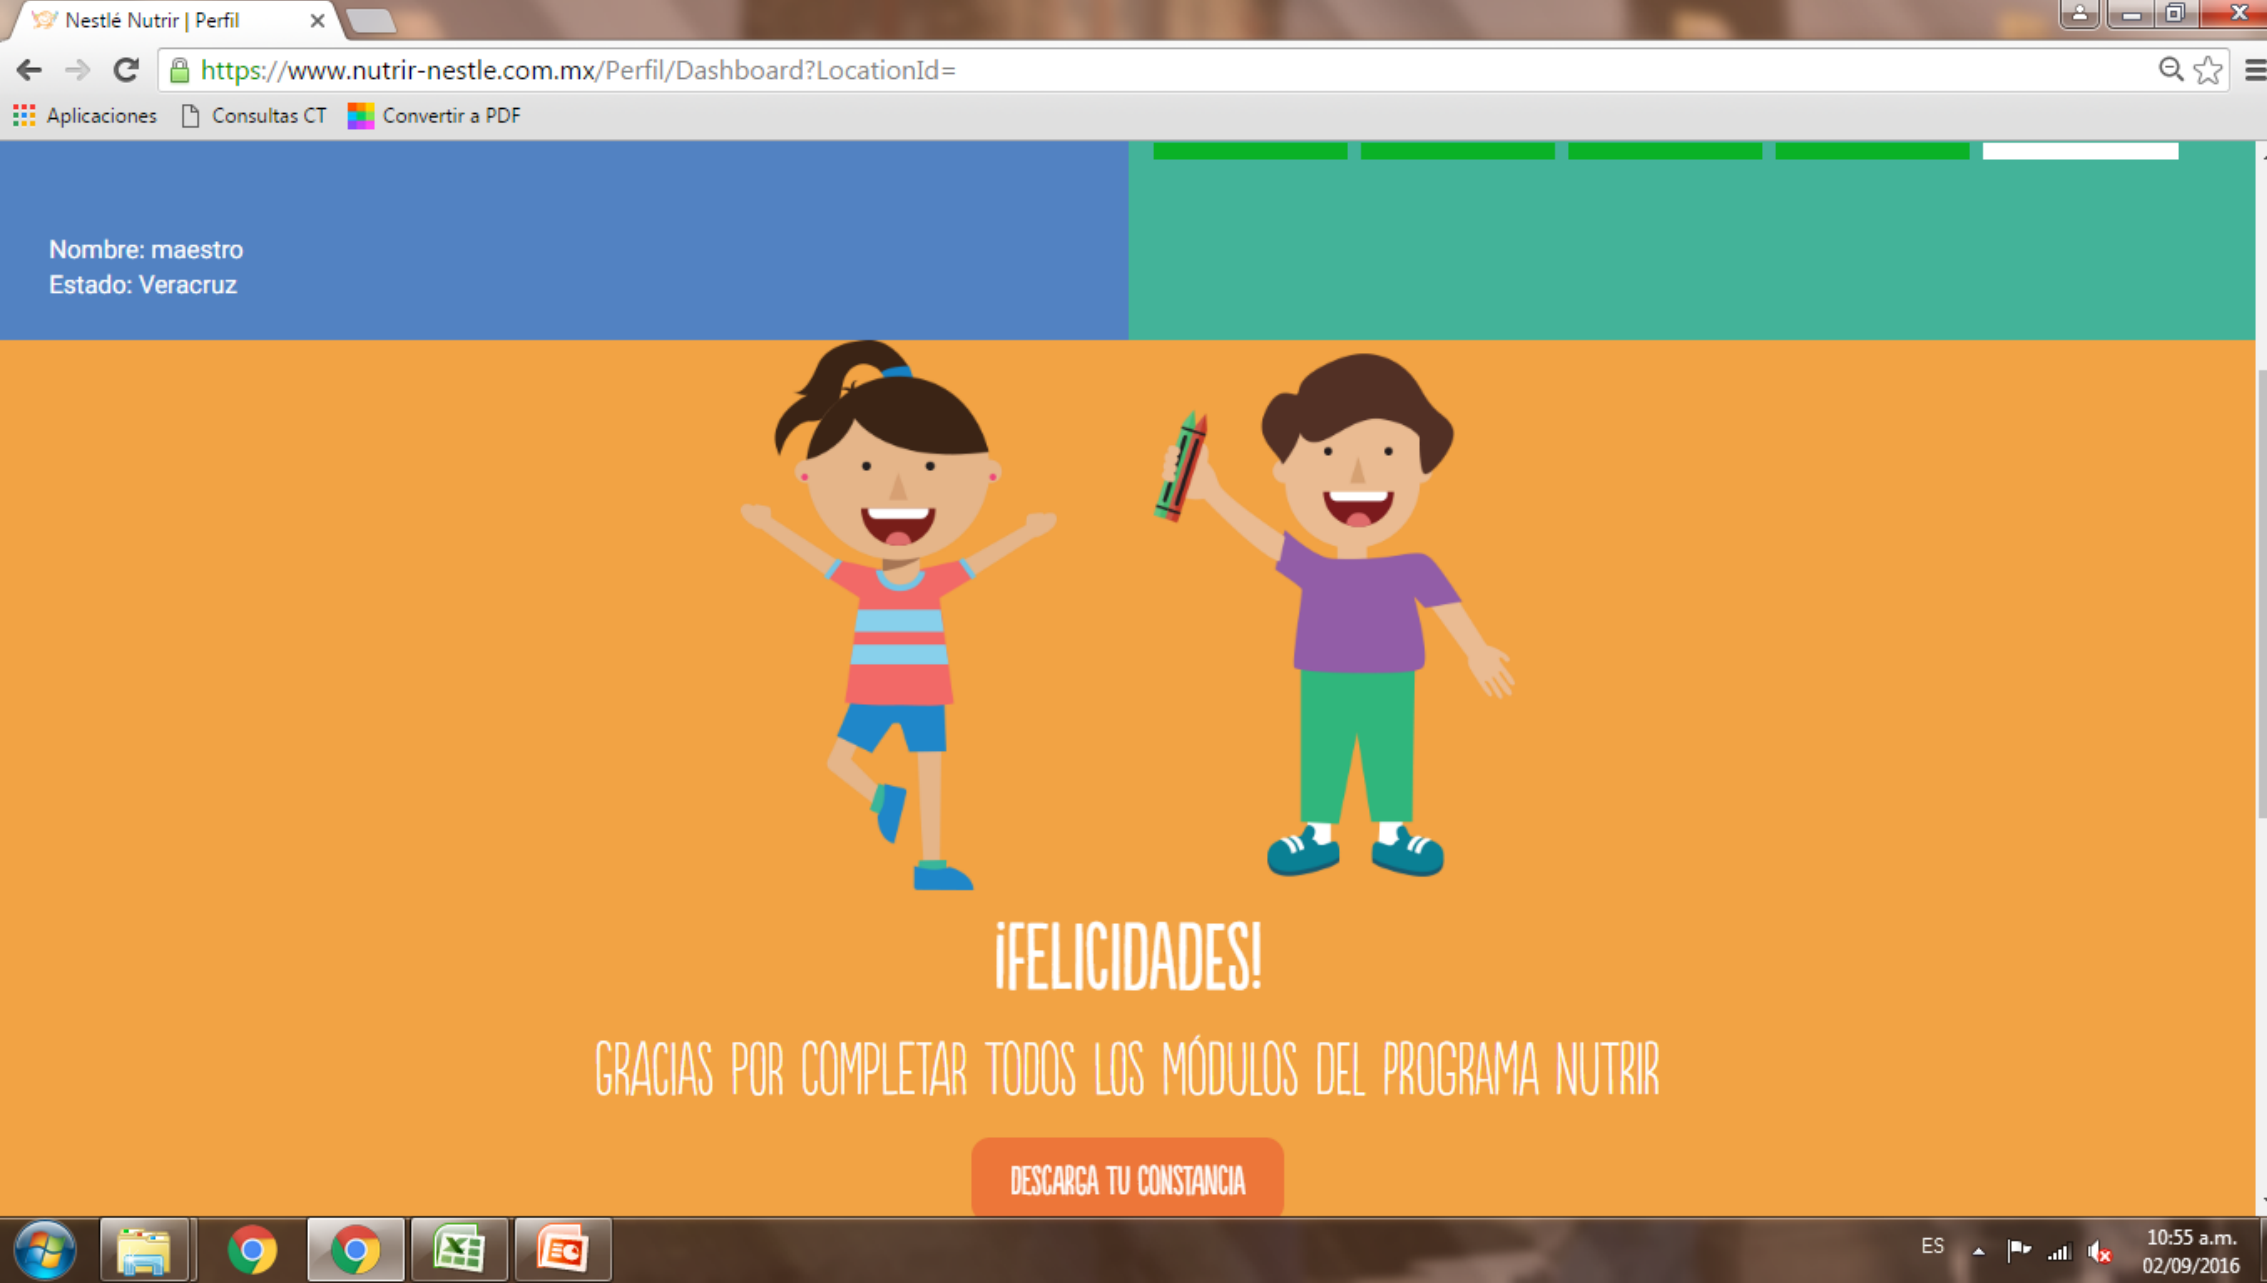 Nestlé Nutrir | Perfil
https://www.nutrir-nestle.com.mx/Perfil/Dashboard?LocationId=
Aplicaciones Consultas CT Convertir a PDF
Nombre: maestro
Estado: Veracruz
¡FELICIDADES!
GRACIAS POR COMPLETAR TODOS LOS MÓDULOS DEL PROGRAMA NUTRIR
DESCARGA TU CONSTANCIA
ES
10:55 a.m.
02/09/2016